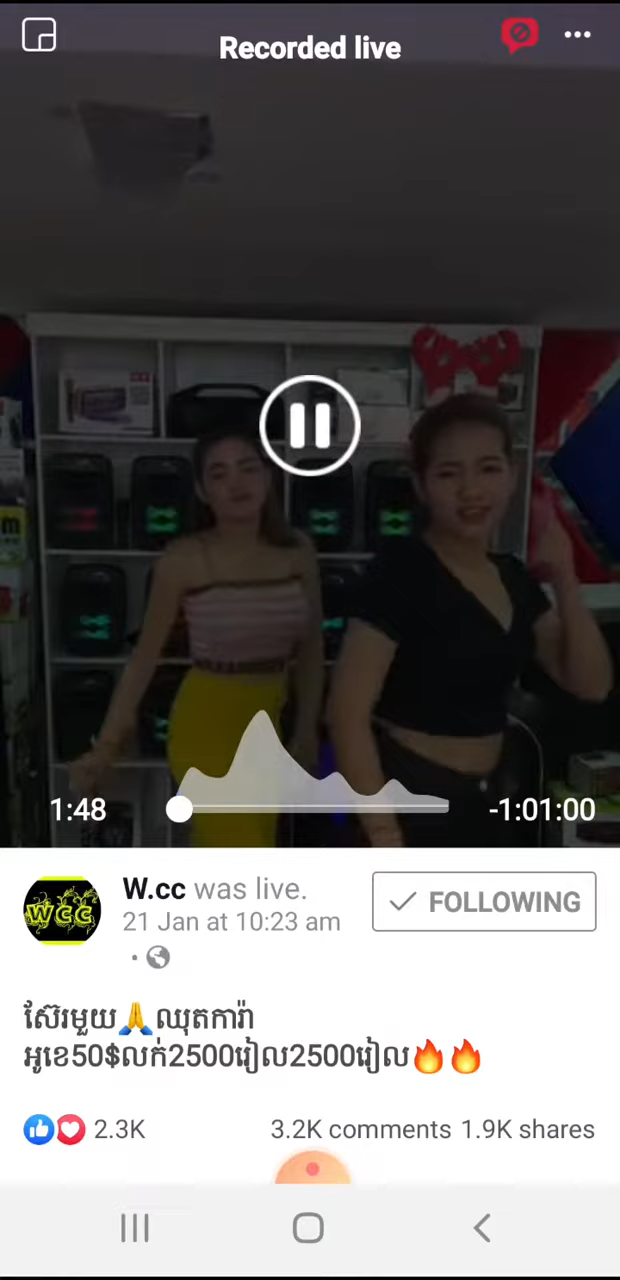 Recorded live
1:48
-1:01:00
WCC
W.cc was live.
FOLLOWING
21 Jan at 10:23 am
ស៊ែរមួយ🙏ឈុតការ៉ា
អូខេ50$លក់2500រៀល2500រៀល🔥🔥
2.3K
3.2K comments 1.9K shares